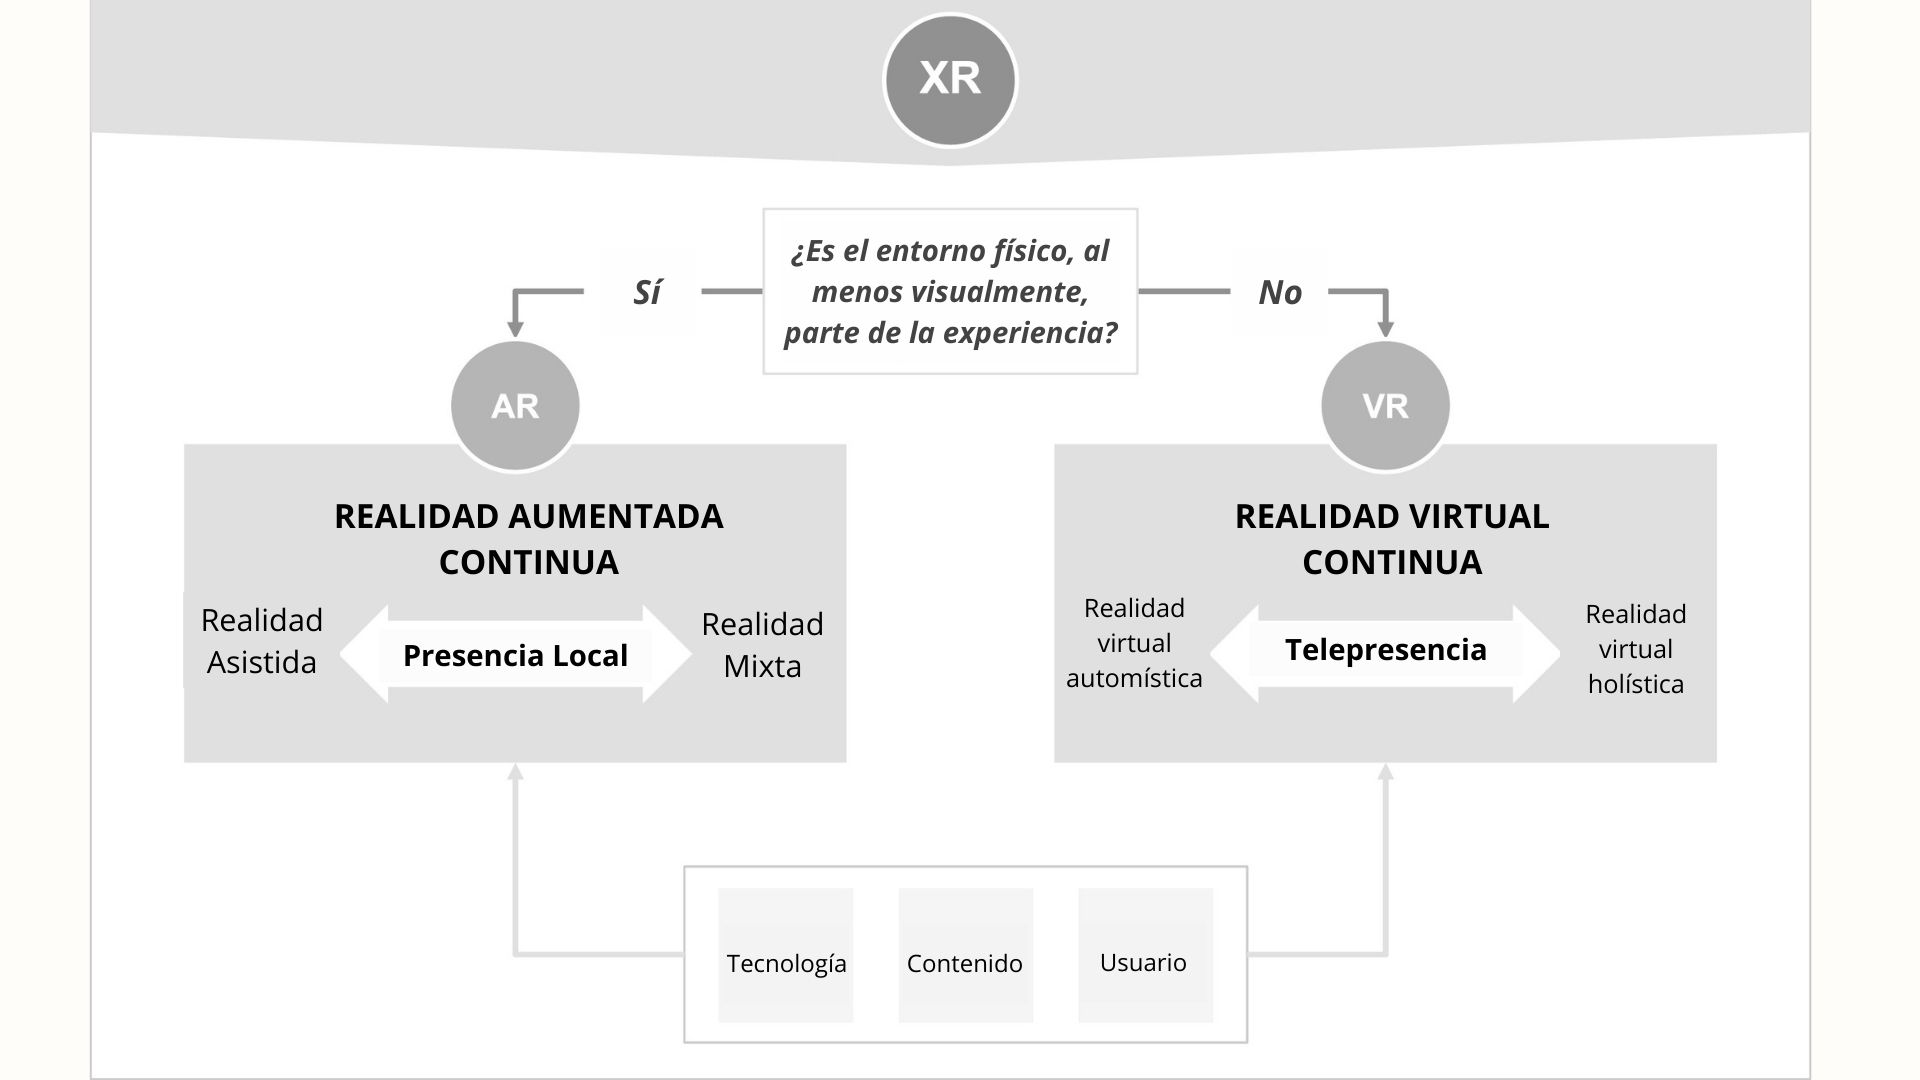 XR
¿Es el entorno físico, al
menos visualmente,
parte de la experiencia?
Sí
No
AR
VR
REALIDAD AUMENTADA
CONTINUA
Realidad
Asistida
Presencia Local
Realidad
Mixta
REALIDAD VIRTUAL
CONTINUA
Realidad
virtual
automística
Telepresencia
Realidad
virtual
holística
Tecnología
Contenido
Usuario